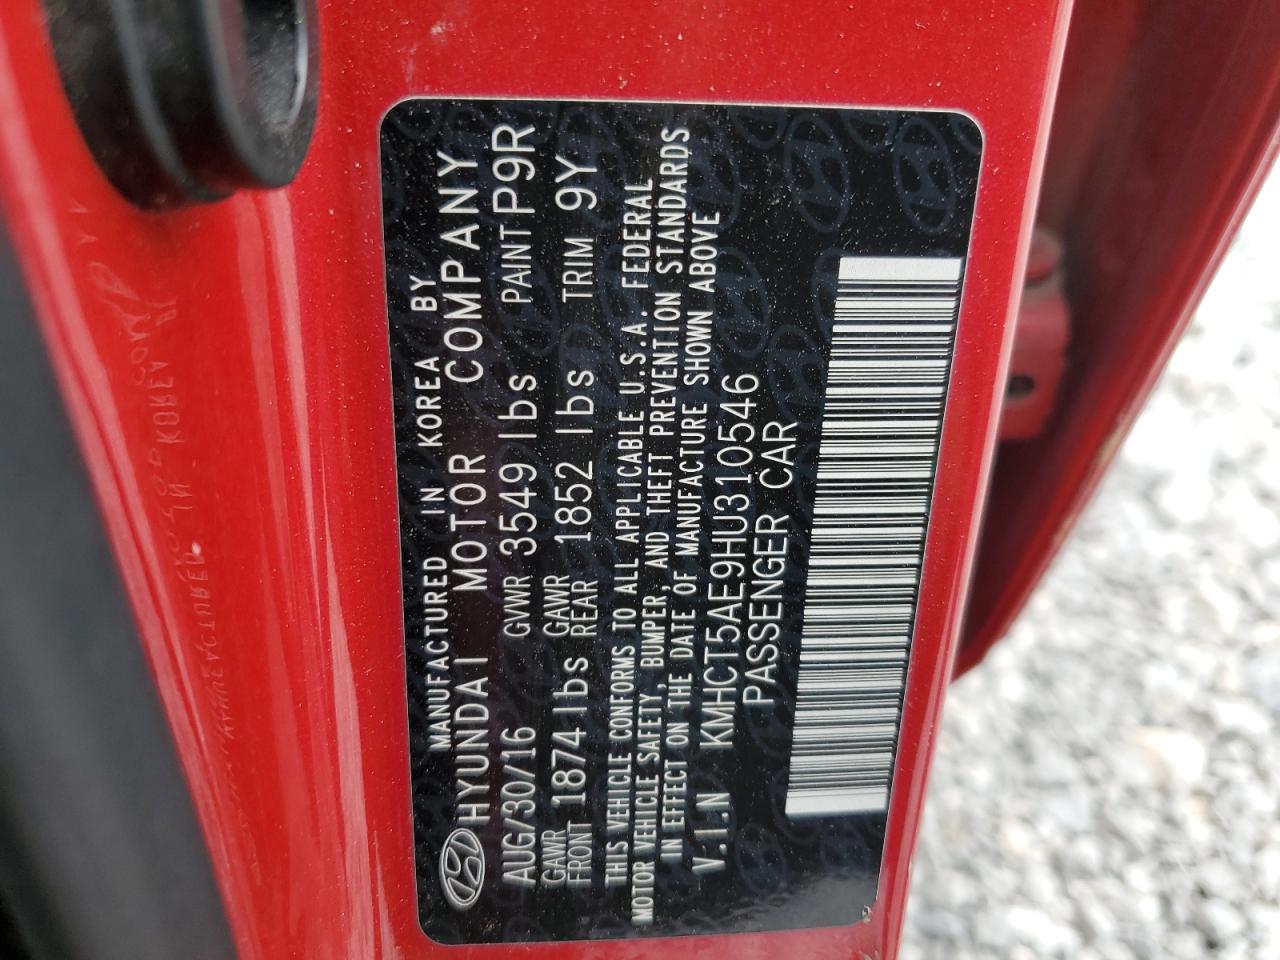 MANUFACTURED IN KOREA BY
HYUNDAI MOTOR COMPANY
AUG/30/16 GVWR 3549 lbs PAINT P9R
GAWR FRONT 1874 lbs GAWR REAR 1852 lbs TRIM 9Y
THIS VEHICLE CONFORMS TO ALL APPLICABLE U.S.A. FEDERAL
MOTOR VEHICLE SAFETY, BUMPER, AND THEFT PREVENTION STANDARDS
IN EFFECT ON THE DATE OF MANUFACTURE SHOWN ABOVE
V.I.N KMHCT5AE9HU310546
PASSENGER CAR